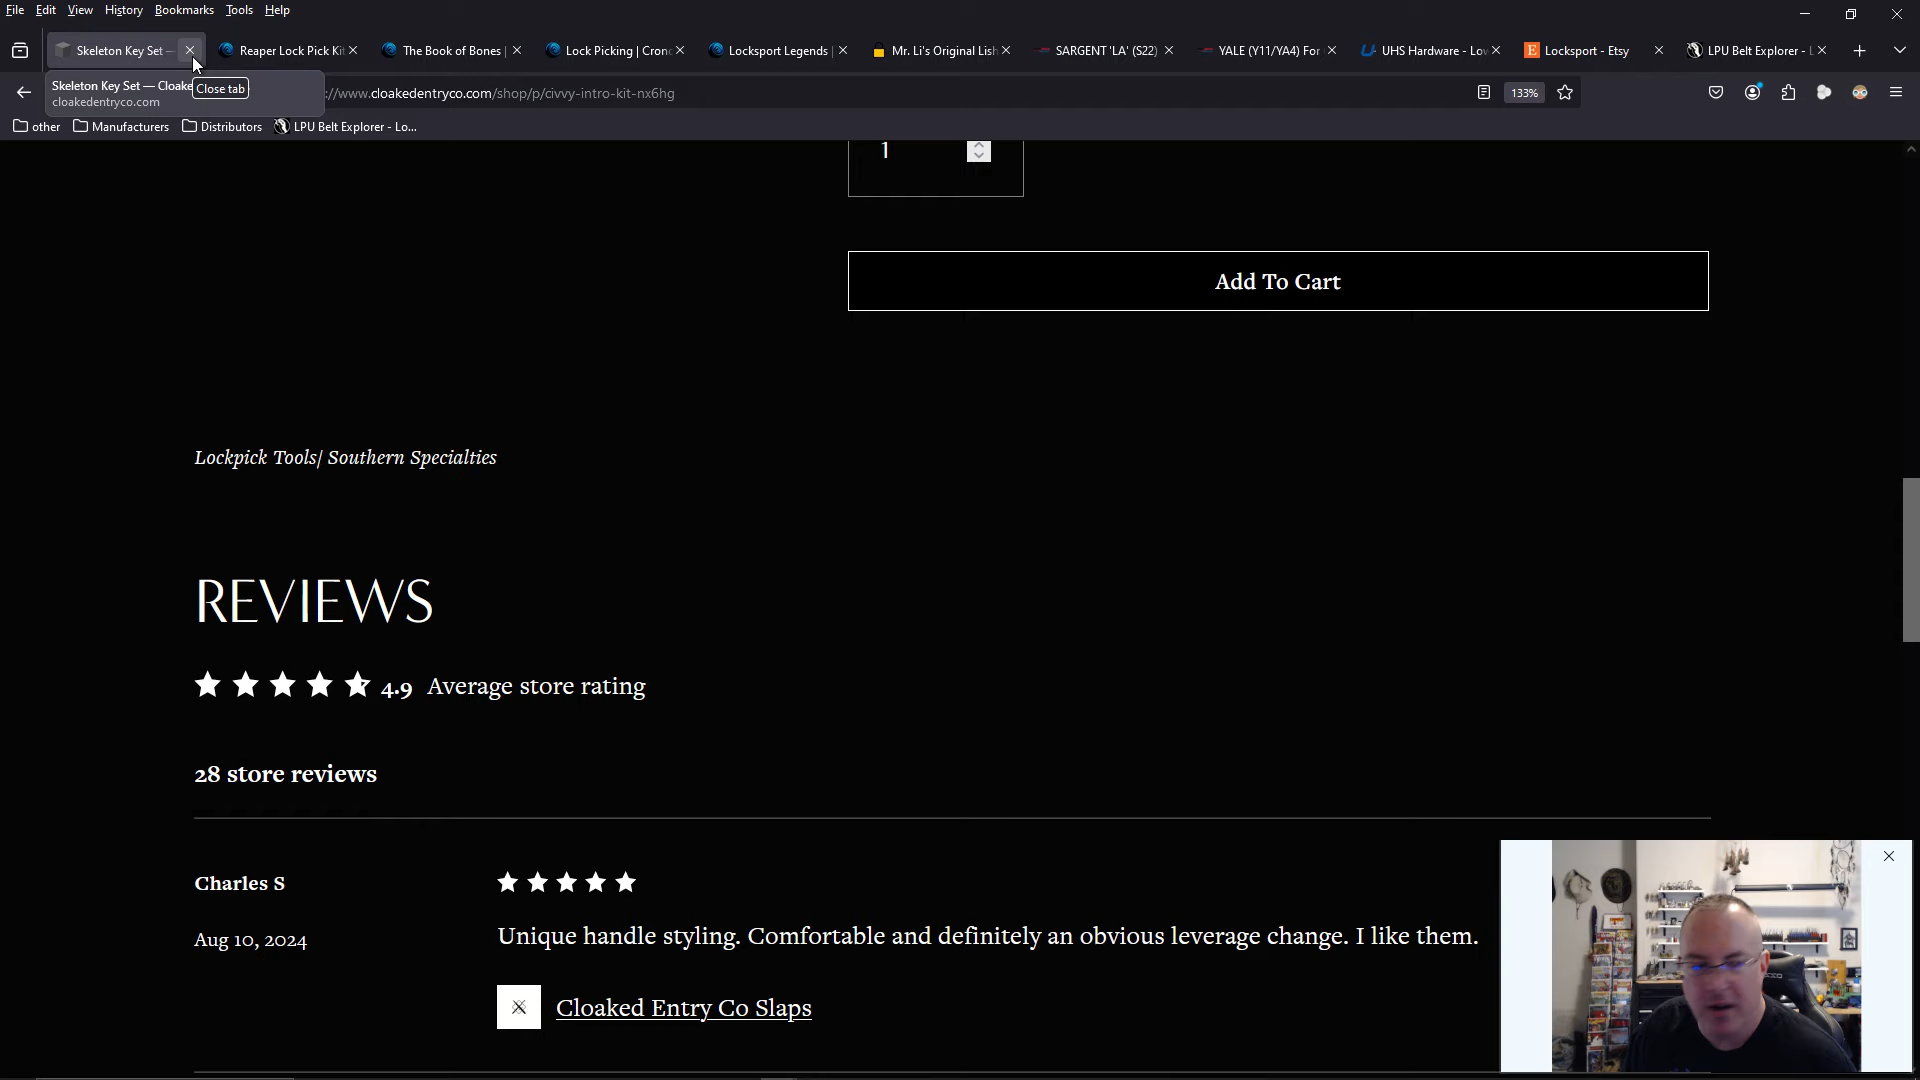 File Edit View History Bookmarks Tools Help
Skeleton Key Set —
Reaper Lock Pick Kit
The Book of Bones |
Lock Picking | Cron
Locksport Legends |
Mr. Li's Original Lish
SARGENT 'LA' (S22)
YALE (Y11/YA4) For
UHS Hardware - Lov
Locksport - Etsy
LPU Belt Explorer - L
Skeleton Key Set — Cloake
cloakedentryco.com
Close tab
://www.cloakedentryco.com/shop/p/civvy-intro-kit-nx6hg
133%
other Manufacturers Distributors LPU Belt Explorer - Lo...
1
Add To Cart
Lockpick Tools/ Southern Specialties
REVIEWS
4.9 Average store rating
28 store reviews
Charles S
Aug 10, 2024
Unique handle styling. Comfortable and definitely an obvious leverage change. I like them.
Cloaked Entry Co Slaps